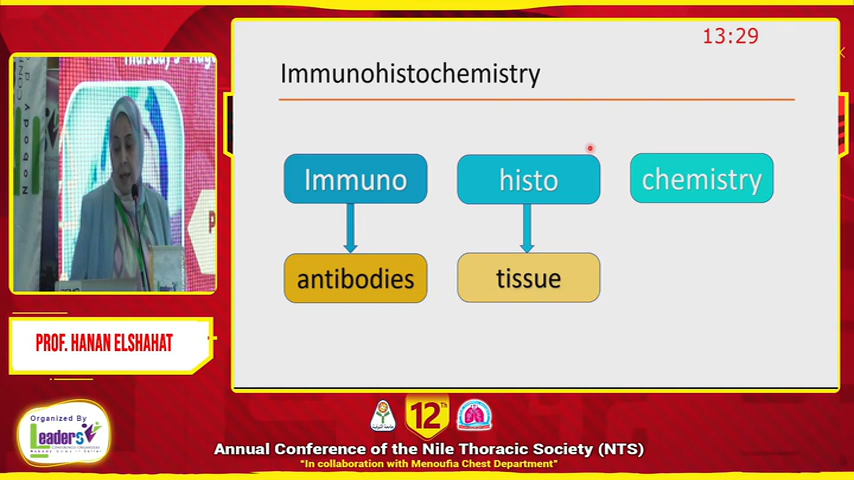 13:29
Immunohistochemistry
Immuno
histo
chemistry
antibodies
tissue
Nobody
PROF. HANAN ELSHAHAT
Organized By
Leaders
12Th
Annual Conference of the Nile Thoracic Society (NTS)
"In collaboration with Menoufia Chest Department"